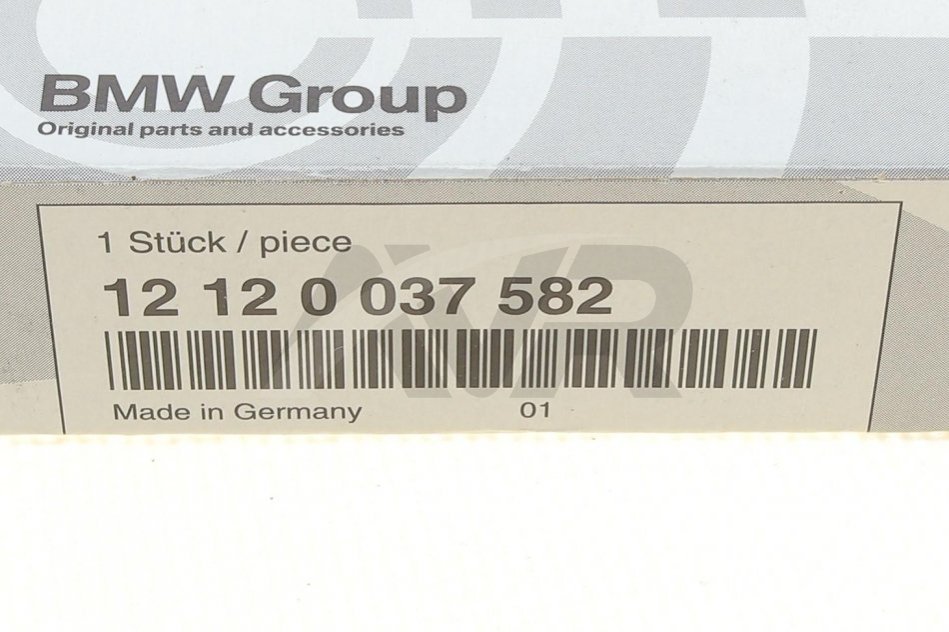 BMW Group
Original parts and accessories
1 Stück / piece
12 12 0 037 582
Made in Germany 01